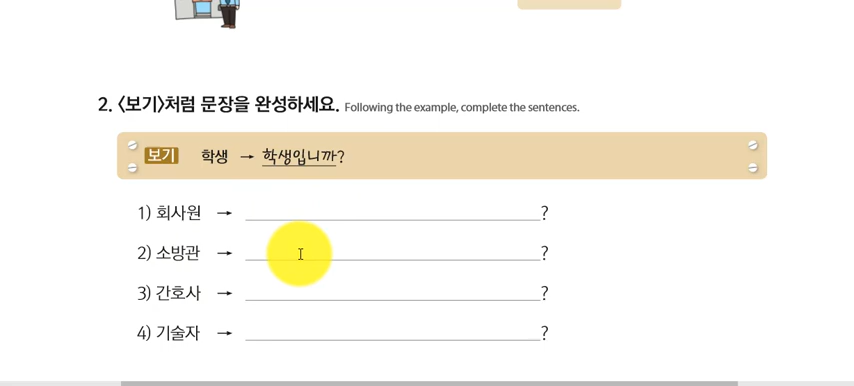 2. 〈보기〉처럼 문장을 완성하세요. Following the example, complete the sentences.
보기 학생 → 학생입니까?
1) 회사원 → ?
2) 소방관 → ?
3) 간호사 → ?
4) 기술자 → ?